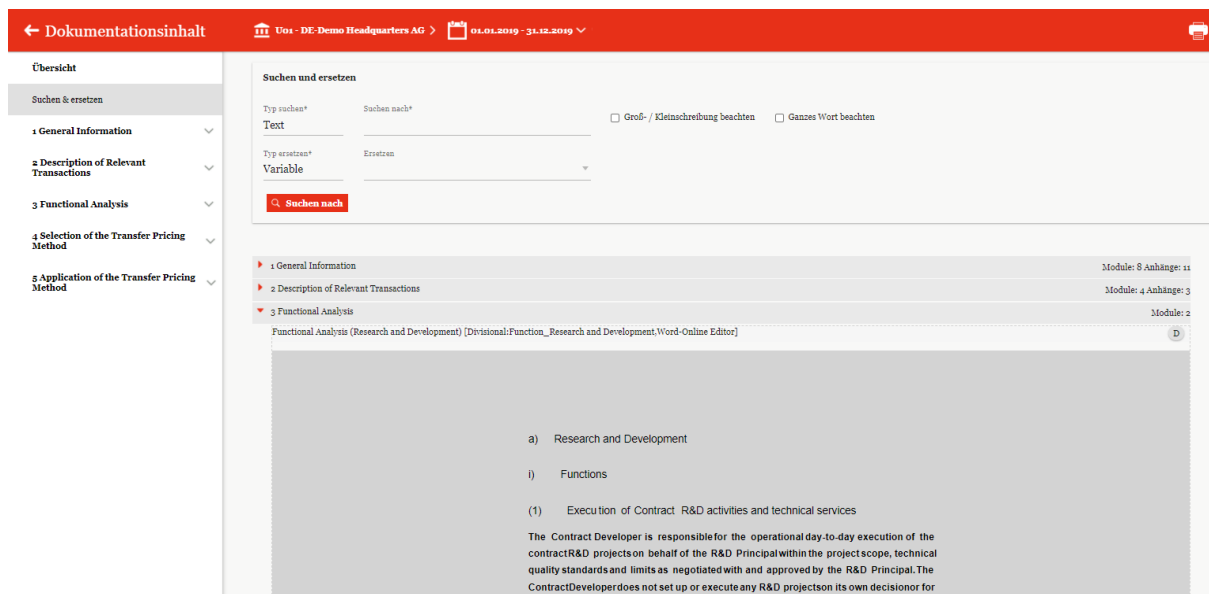 Dokumentationsinhalt
U01 - DE-Demo Headquarters AG
01.01.2019 - 31.12.2019
Übersicht
Suchen & ersetzen
1 General Information
2 Description of Relevant
Transactions
3 Functional Analysis
4 Selection of the Transfer Pricing
Method
5 Application of the Transfer Pricing
Method
Suchen und ersetzen
Typ suchen* Suchen nach*
Text
Groß- / Kleinschreibung beachten Ganzes Wort beachten
Typ ersetzen* Ersetzen
Variable
Suchen nach
1 General Information Module: 8 Anhänge: 11
2 Description of Relevant Transactions Module: 4 Anhänge: 3
3 Functional Analysis Module: 2
Functional Analysis (Research and Development) [Divisional:Function_Research and Development,Word-Online Editor] D
a) Research and Development
i) Functions
(1) Execution of Contract R&D activities and technical services
The Contract Developer is responsible for the operational day-to-day execution of the
contract R&D projects on behalf of the R&D Principal within the project scope, technical
quality standards and limits as negotiated with and approved by the R&D Principal. The
Contract Developer does not set up or execute any R&D projects on its own decision or for